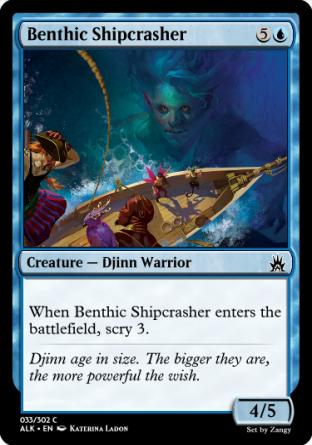 Benthic Shipcrasher 5
Creature — Djinn Warrior
When Benthic Shipcrasher enters the
battlefield, scry 3.
Djinn age in size. The bigger they are,
the more powerful the wish.
4/5
033/302 C
ALK • EN Katerina Ladon
Set by Zangy